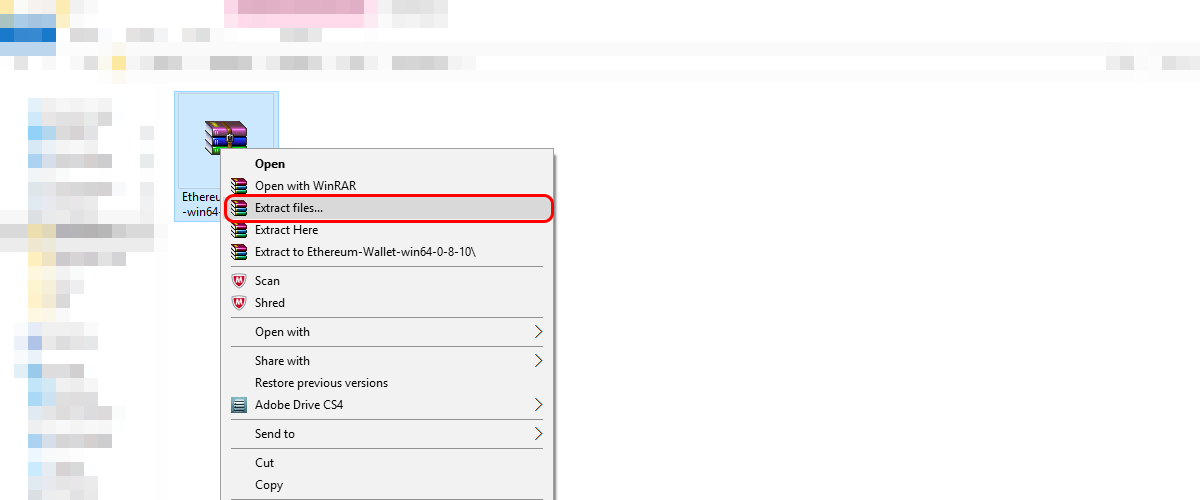 Ethereu
-win64-
Open
Open with WinRAR
Extract files...
Extract Here
Extract to Ethereum-Wallet-win64-0-8-10\
Scan
Shred
Open with
Share with
Restore previous versions
Adobe Drive CS4
Send to
Cut
Copy